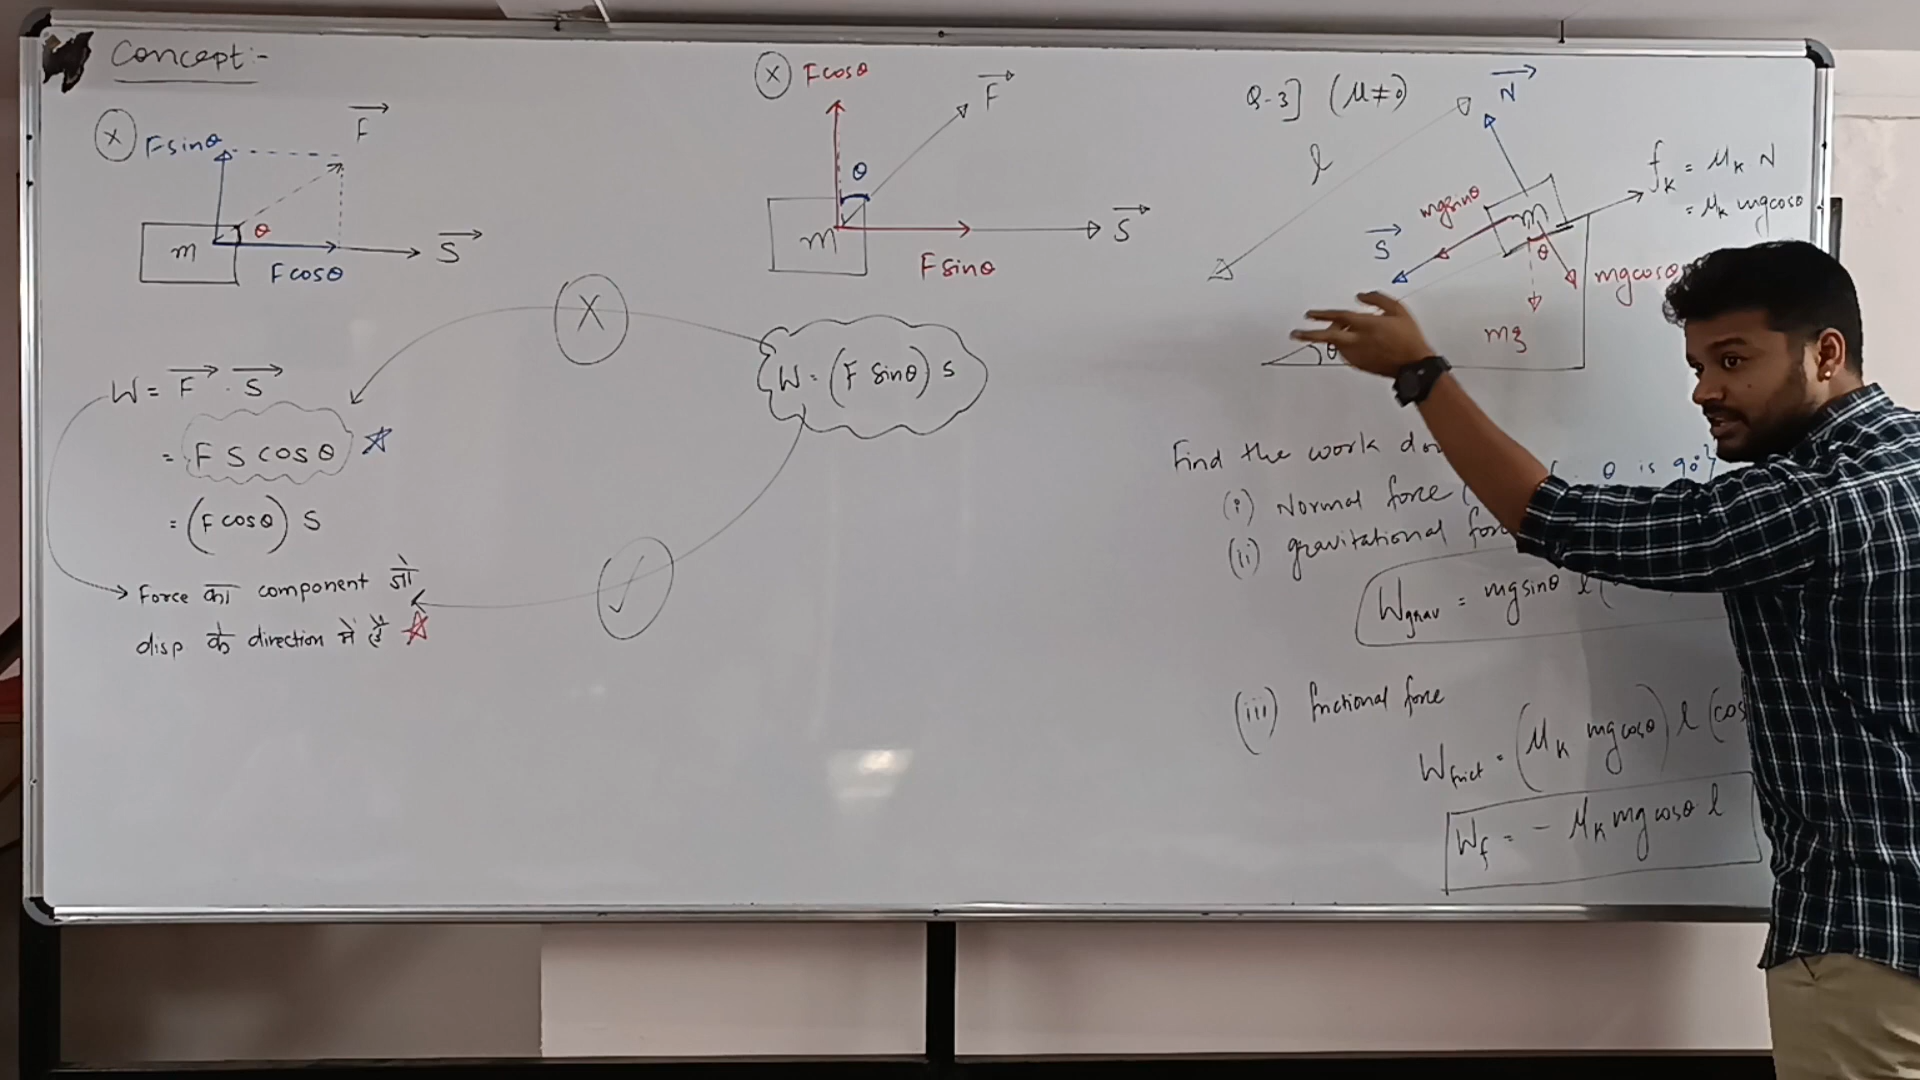 Concept:-
(X)
Fsinθ
F
θ
m
S
Fcosθ
W = F . S
= F S cosθ
= (F cosθ) S
→ Force का component जो
disp के direction में है
(X) Fcosθ
F
θ
m
S
Fsinθ
X
W = (F sinθ) S
✓
Q-3] (μ≠0)
N
l
fK = μK N
= μK mgcosθ
mgsinθ
m
S
θ
mgcosθ
mg
θ
Find the work
(i) Normal force ( θ is 90°}
(ii) gravitational
Wgrav = mgsinθ l (
(iii) frictional force
Wfrict = (μK mgcosθ) l (cos
Wf = - μK mgcosθ l